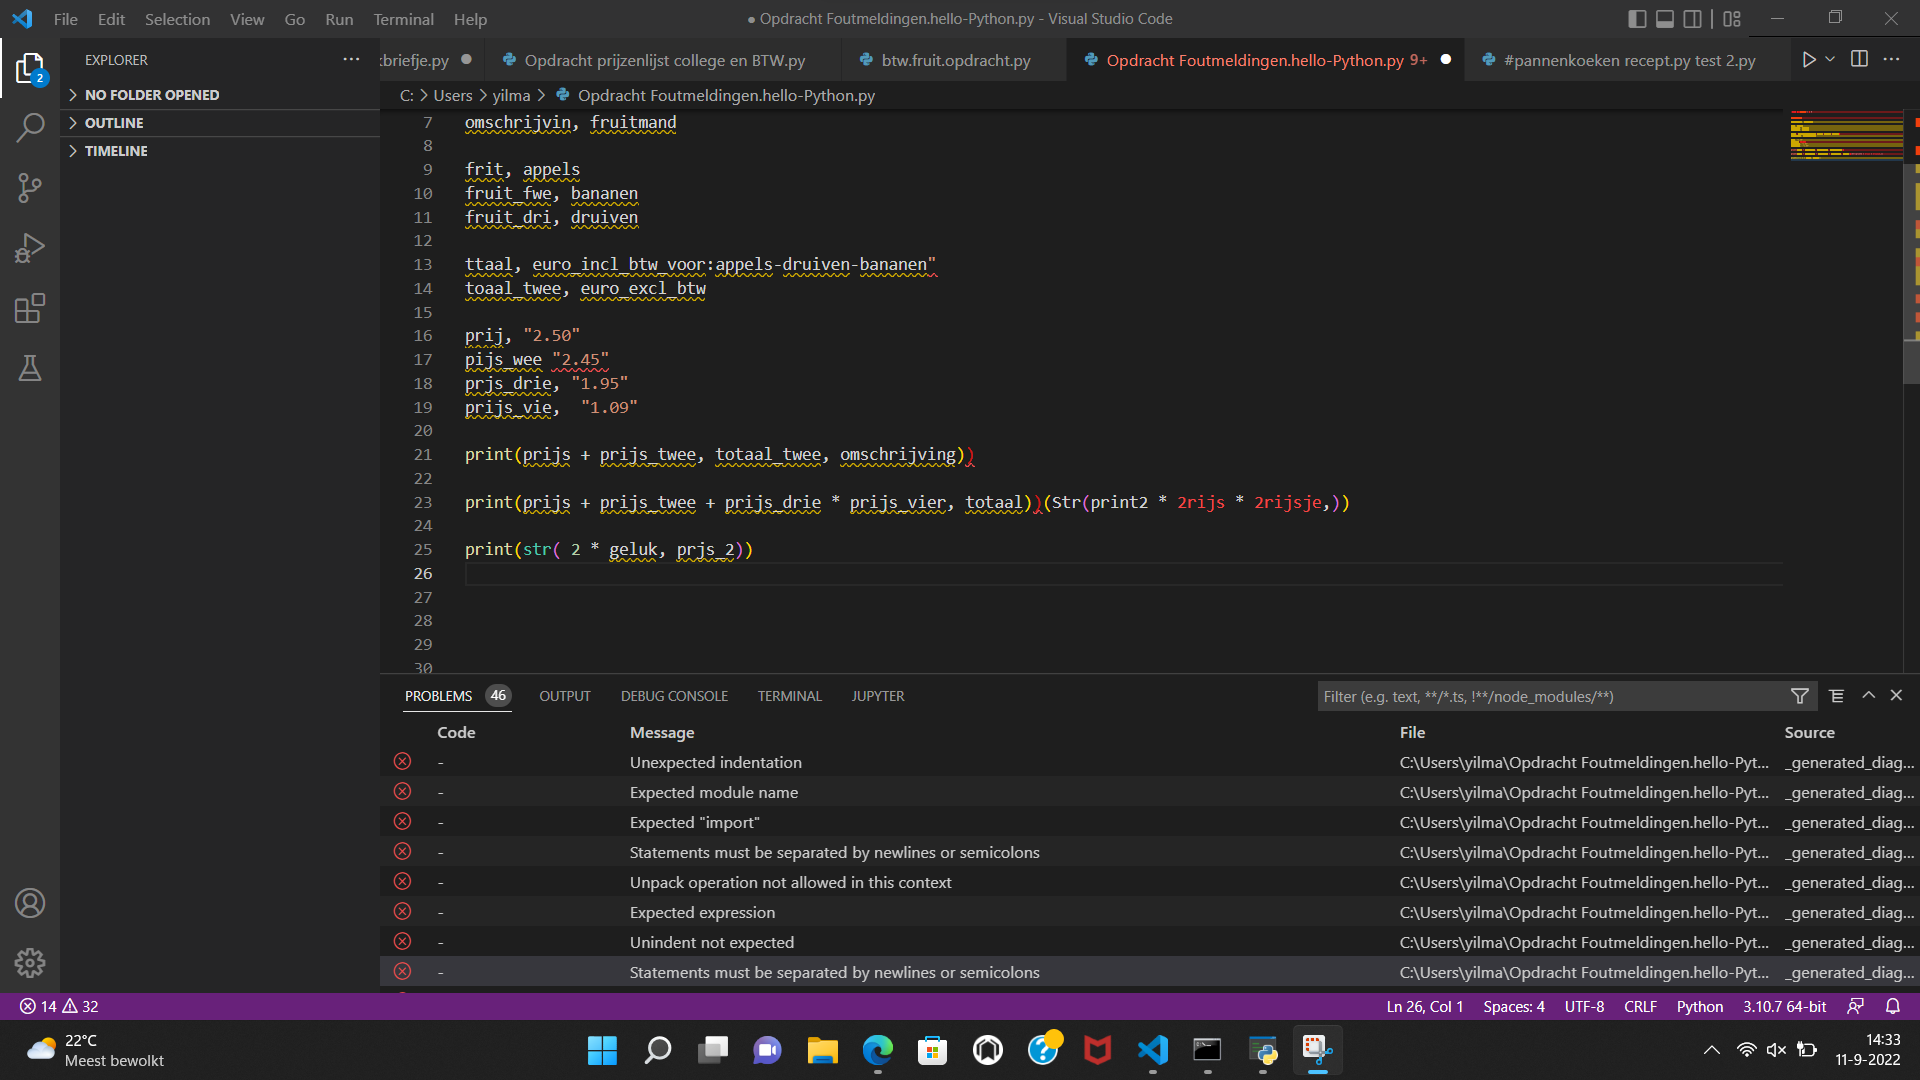 File Edit Selection View Go Run Terminal Help
● Opdracht Foutmeldingen.hello-Python.py - Visual Studio Code
EXPLORER
kbriefje.py
Opdracht prijzenlijst college en BTW.py
btw.fruit.opdracht.py
Opdracht Foutmeldingen.hello-Python.py 9+
#pannenkoeken recept.py test 2.py
2
NO FOLDER OPENED
OUTLINE
TIMELINE
C: > Users > yilma > Opdracht Foutmeldingen.hello-Python.py
7 omschrijvin, fruitmand
8
9 frit, appels
10 fruit_fwe, bananen
11 fruit_dri, druiven
12
13 ttaal, euro_incl_btw_voor:appels-druiven-bananen"
14 toaal_twee, euro_excl_btw
15
16 prij, "2.50"
17 pijs_wee "2.45"
18 prjs_drie, "1.95"
19 prijs_vie,  "1.09"
20
21 print(prijs + prijs_twee, totaal_twee, omschrijving))
22
23 print(prijs + prijs_twee + prijs_drie * prijs_vier, totaal))(Str(print2 * 2rijs * 2rijsje,))
24
25 print(str( 2 * geluk, prjs_2))
26
27
28
29
30
PROBLEMS 46 OUTPUT DEBUG CONSOLE TERMINAL JUPYTER
Filter (e.g. text, **/*.ts, !**/node_modules/**)
Code Message File Source
- Unexpected indentation C:\Users\yilma\Opdracht Foutmeldingen.hello-Pyt... _generated_diag...
- Expected module name C:\Users\yilma\Opdracht Foutmeldingen.hello-Pyt... _generated_diag...
- Expected "import" C:\Users\yilma\Opdracht Foutmeldingen.hello-Pyt... _generated_diag...
- Statements must be separated by newlines or semicolons C:\Users\yilma\Opdracht Foutmeldingen.hello-Pyt... _generated_diag...
- Unpack operation not allowed in this context C:\Users\yilma\Opdracht Foutmeldingen.hello-Pyt... _generated_diag...
- Expected expression C:\Users\yilma\Opdracht Foutmeldingen.hello-Pyt... _generated_diag...
- Unindent not expected C:\Users\yilma\Opdracht Foutmeldingen.hello-Pyt... _generated_diag...
- Statements must be separated by newlines or semicolons C:\Users\yilma\Opdracht Foutmeldingen.hello-Pyt... _generated_diag...
14 32
Ln 26, Col 1 Spaces: 4 UTF-8 CRLF Python 3.10.7 64-bit
22°C
Meest bewolkt
14:33
11-9-2022